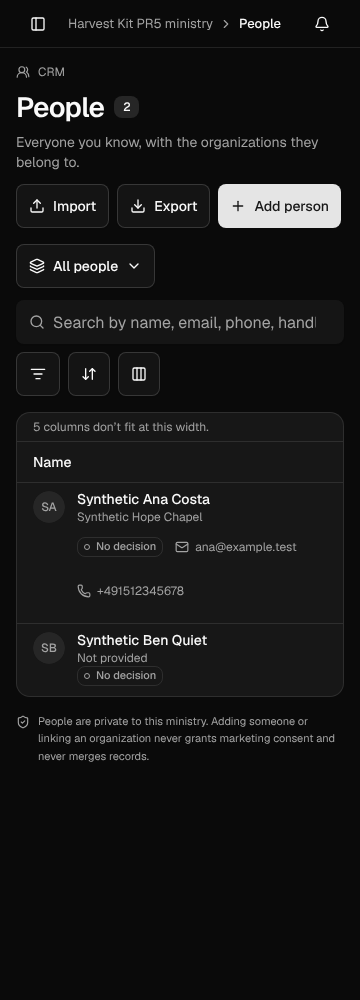 Harvest Kit PR5 ministry > People
CRM
People 2
Everyone you know, with the organizations they
belong to.
Import Export Add person
All people
Search by name, email, phone, handl
5 columns don't fit at this width.
Name
SA Synthetic Ana Costa
Synthetic Hope Chapel
No decision ana@example.test
+491512345678
SB Synthetic Ben Quiet
Not provided
No decision
People are private to this ministry. Adding someone or
linking an organization never grants marketing consent and
never merges records.